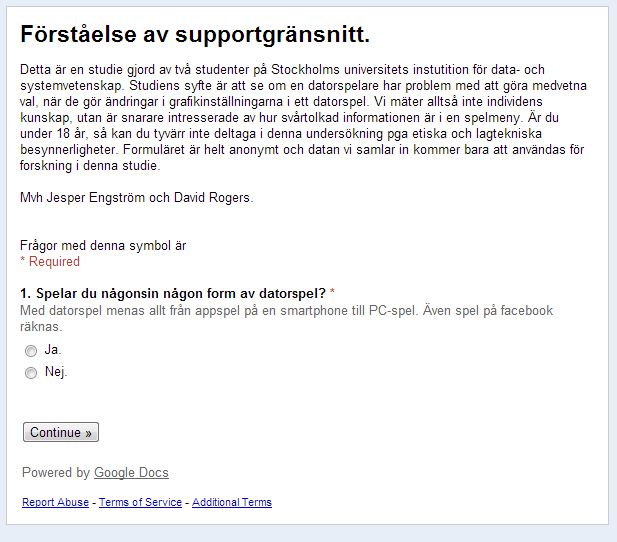 Förståelse av supportgränsnitt.
Detta är en studie gjord av två studenter på Stockholms universitets instutition för data- och
systemvetenskap. Studiens syfte är att se om en datorspelare har problem med att göra medvetna
val, när de gör ändringar i grafikinställningarna i ett datorspel. Vi mäter alltså inte individens
kunskap, utan är snarare intresserade av hur svårtolkad informationen är i en spelmeny. Är du
under 18 år, så kan du tyvärr inte deltaga i denna undersökning pga etiska och lagtekniska
besynnerligheter. Formuläret är helt anonymt och datan vi samlar in kommer bara att användas för
forskning i denna studie.
Mvh Jesper Engström och David Rogers.
Frågor med denna symbol är
* Required
1. Spelar du någonsin någon form av datorspel? *
Med datorspel menas allt från appspel på en smartphone till PC-spel. Även spel på facebook
räknas.
Ja.
Nej.
Continue »
Powered by Google Docs
Report Abuse - Terms of Service - Additional Terms